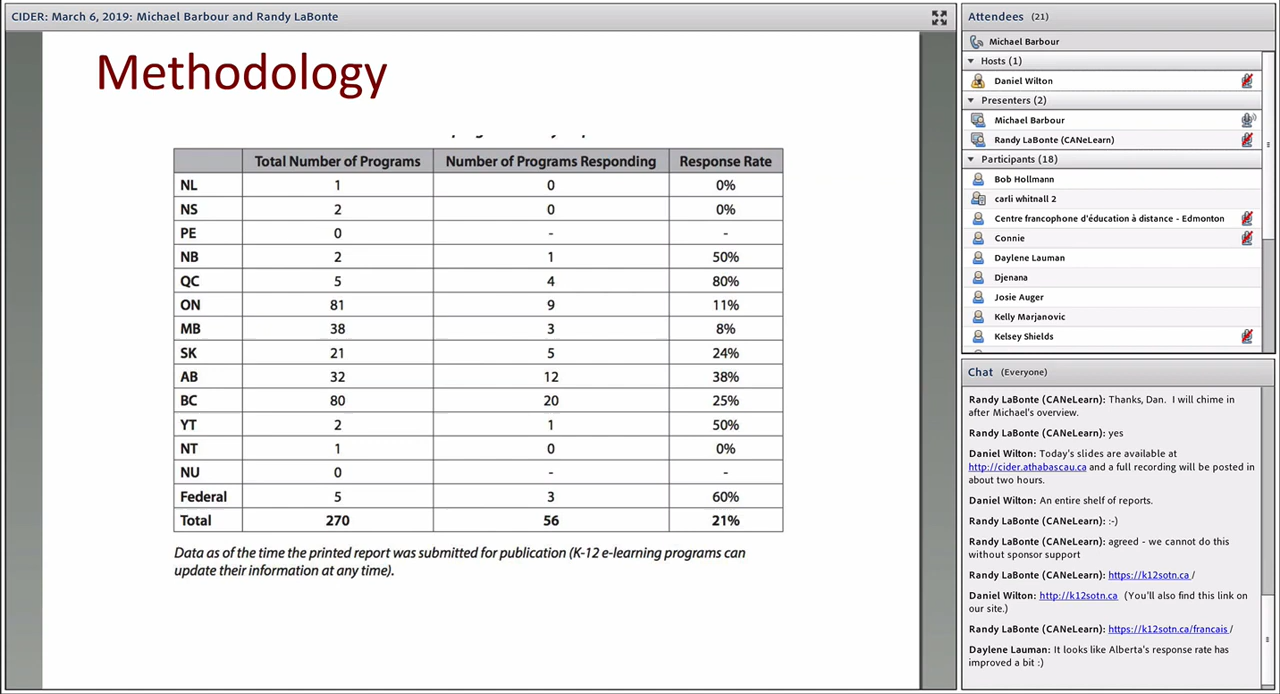 CIDER: March 6, 2019: Michael Barbour and Randy LaBonte
Methodology
Total Number of Programs Number of Programs Responding Response Rate
NL 1 0 0%
NS 2 0 0%
PE 0 - -
NB 2 1 50%
QC 5 4 80%
ON 81 9 11%
MB 38 3 8%
SK 21 5 24%
AB 32 12 38%
BC 80 20 25%
YT 2 1 50%
NT 1 0 0%
NU 0 - -
Federal 5 3 60%
Total 270 56 21%
Data as of the time the printed report was submitted for publication (K-12 e-learning programs can
update their information at any time).
Attendees (21)
Michael Barbour
Hosts (1)
Daniel Wilton
Presenters (2)
Michael Barbour
Randy LaBonte (CANeLearn)
Participants (18)
Bob Hollmann
carli whitnall 2
Centre francophone d'éducation à distance - Edmonton
Connie
Daylene Lauman
Djenana
Josie Auger
Kelly Marjanovic
Kelsey Shields
Chat (Everyone)
Randy LaBonte (CANeLearn): Thanks, Dan. I will chime in
after Michael's overview.
Randy LaBonte (CANeLearn): yes
Daniel Wilton: Today's slides are available at
http://cider.athabascau.ca and a full recording will be posted in
about two hours.
Daniel Wilton: An entire shelf of reports.
Randy LaBonte (CANeLearn): :-)
Randy LaBonte (CANeLearn): agreed - we cannot do this
without sponsor support
Randy LaBonte (CANeLearn): https://k12sotn.ca /
Daniel Wilton: http://k12sotn.ca (You'll also find this link on
our site.)
Randy LaBonte (CANeLearn): https://k12sotn.ca/francais /
Daylene Lauman: It looks like Alberta's response rate has
improved a bit :)